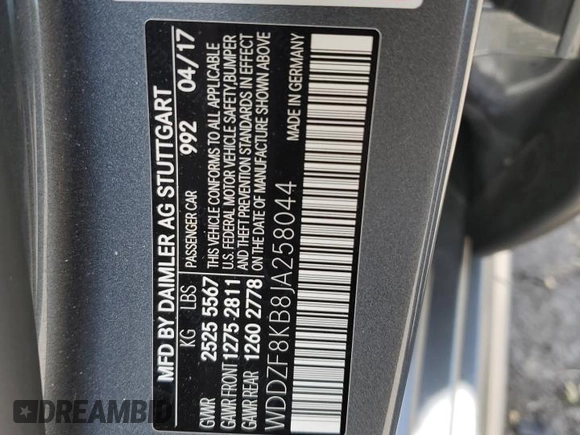 MFD BY DAIMLER AG STUTTGART
992 04/17
KG LBS PASSENGER CAR
GVWR 2525 5567
GAWR FRONT 1275 2811
GAWR REAR 1260 2778
THIS VEHICLE CONFORMS TO ALL APPLICABLE
U.S. FEDERAL MOTOR VEHICLE SAFETY, BUMPER
AND THEFT PREVENTION STANDARDS IN EFFECT
ON THE DATE OF MANUFACTURE SHOWN ABOVE
WDDZF8KB8JA258044
MADE IN GERMANY
DREAMBID